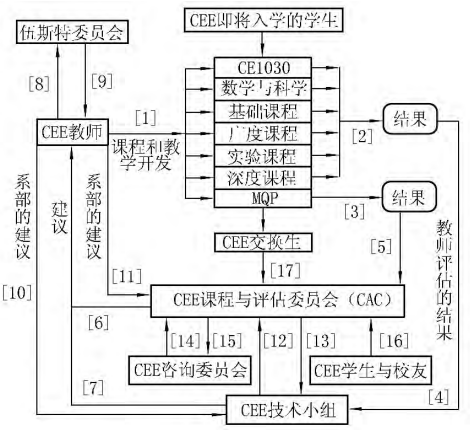 CEE即将入学的学生
伍斯特委员会
[8]
[9]
CE1030
数学与科学
基础课程
广度课程
实验课程
深度课程
MQP
[1]
课程和教
学开发
[2]
结果
CEE教师
[3]
结果
CEE交换生
[17]
[5]
教师评估的结果
系部的建议
建议
系部的建议
[10]
[11]
CEE课程与评估委员会(CAC)
[6]
[14]
[15]
[12]
[13]
[16]
CEE咨询委员会
CEE学生与校友
[7]
[4]
CEE技术小组